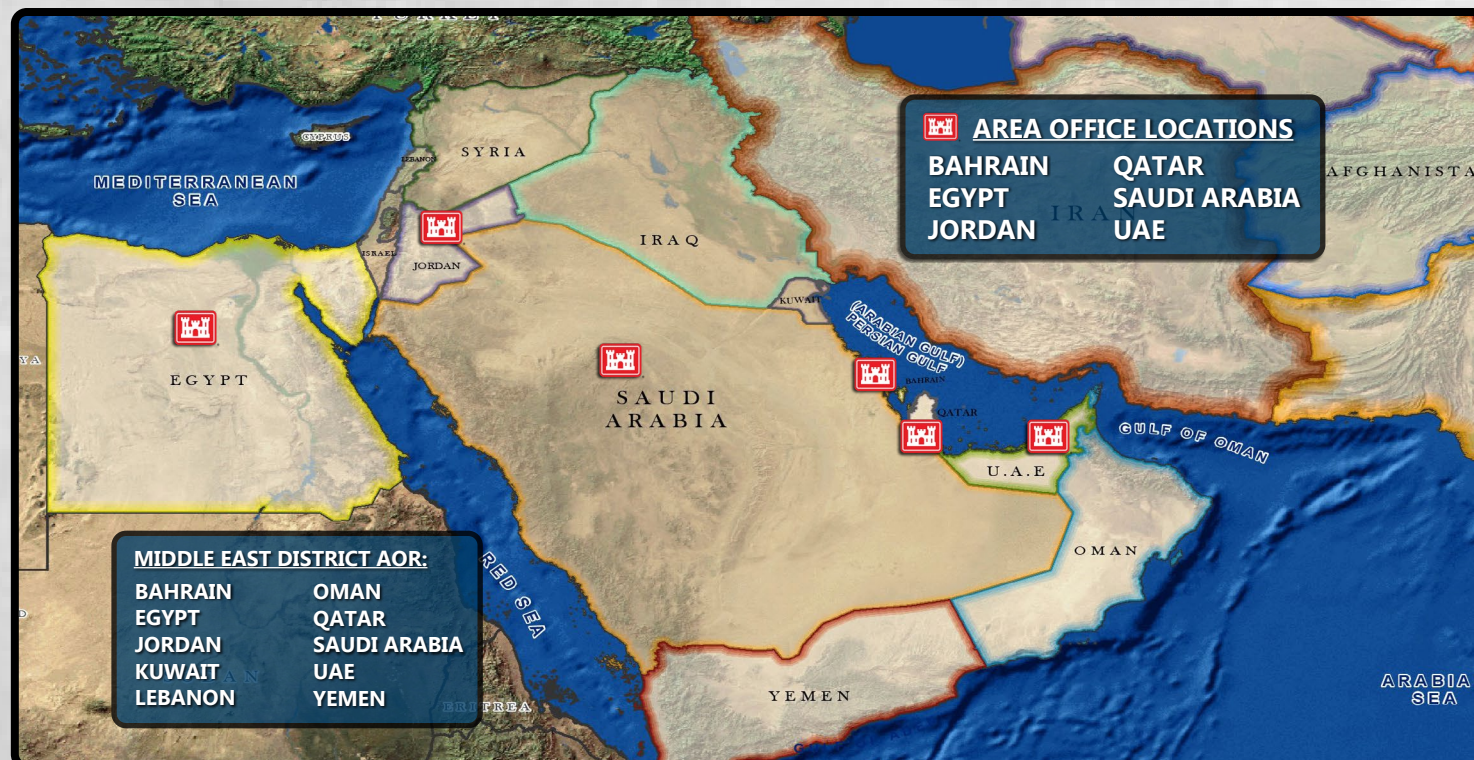 TURKEY
CYPRUS
LEBANON
SYRIA
MEDITERRANEAN
SEA
ISRAEL
JORDAN
IRAQ
KUWAIT
IRAN
AFGHANISTA
AREA OFFICE LOCATIONS
BAHRAIN QATAR
EGYPT SAUDI ARABIA
JORDAN UAE
(ARABIAN GULF)
PERSIAN GULF
EGYPT
SAUDI
ARABIA
BAHRAIN
QATAR
U.A.E
GULF OF OMAN
OMAN
RED SEA
YEMEN
ERITREA
ARABIA
SEA
MIDDLE EAST DISTRICT AOR:
BAHRAIN OMAN
EGYPT QATAR
JORDAN SAUDI ARABIA
KUWAIT UAE
LEBANON YEMEN